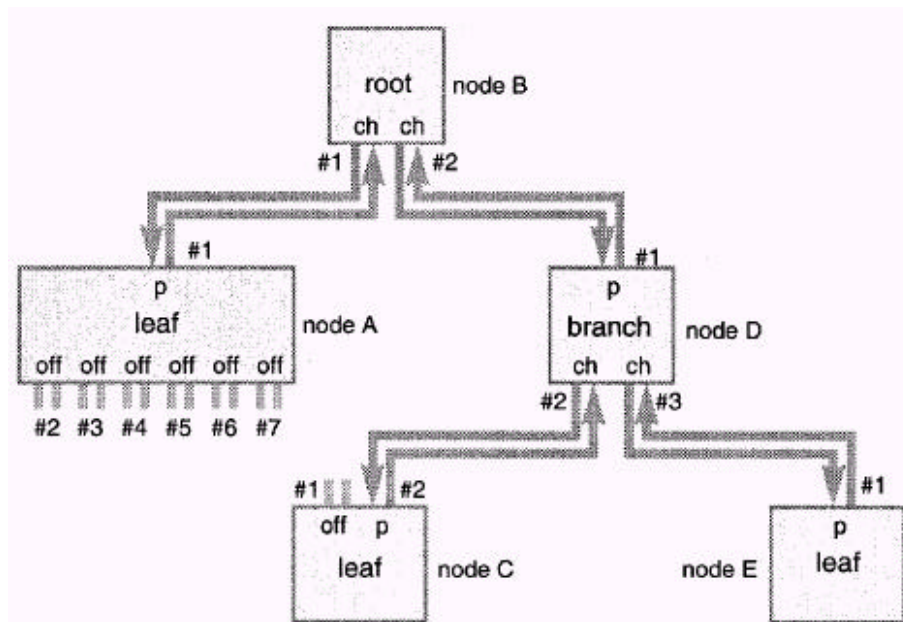 root
node B
ch ch
#1
#2
#1
#1
p
leaf
node A
off off off off off off
#2 #3 #4 #5 #6 #7
p
branch
node D
ch ch
#2
#3
#1
#2
#1
off p
leaf
node C
node E
p
leaf